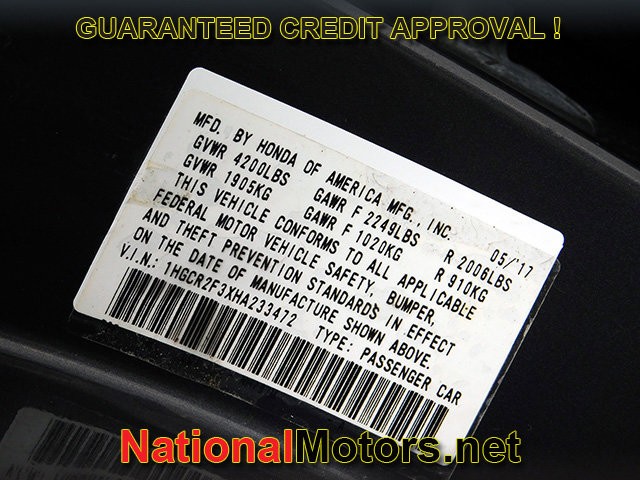 GUARANTEED CREDIT APPROVAL !
MFD. BY HONDA OF AMERICA MFG., INC. 05/'17
GVWR 4200LBS GAWR F 2249LBS R 2006LBS
GVWR 1905KG GAWR F 1020KG R 910KG
THIS VEHICLE CONFORMS TO ALL APPLICABLE
FEDERAL MOTOR VEHICLE SAFETY, BUMPER,
AND THEFT PREVENTION STANDARDS IN EFFECT
ON THE DATE OF MANUFACTURE SHOWN ABOVE.
V.I.N.: 1HGCR2F3XHA233472
TYPE: PASSENGER CAR
NationalMotors.net